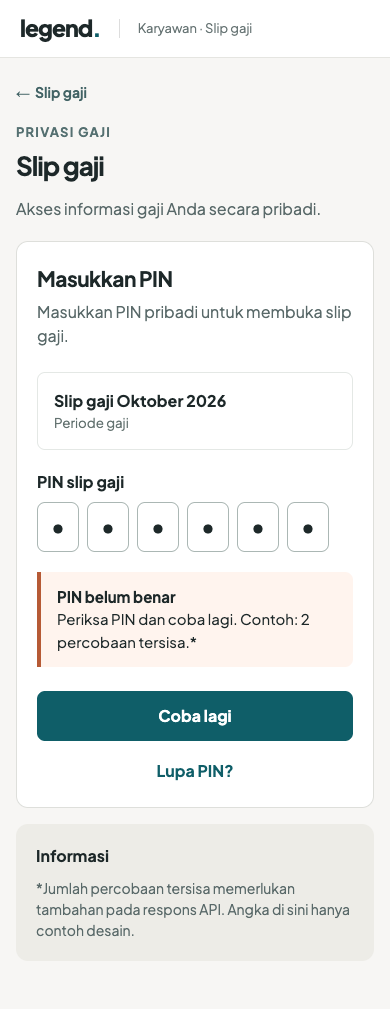 legend.
Karyawan · Slip gaji
← Slip gaji
PRIVASI GAJI
Slip gaji
Akses informasi gaji Anda secara pribadi.
Masukkan PIN
Masukkan PIN pribadi untuk membuka slip
gaji.
Slip gaji Oktober 2026
Periode gaji
PIN slip gaji
PIN belum benar
Periksa PIN dan coba lagi. Contoh: 2
percobaan tersisa.*
Coba lagi
Lupa PIN?
Informasi
*Jumlah percobaan tersisa memerlukan
tambahan pada respons API. Angka di sini hanya
contoh desain.